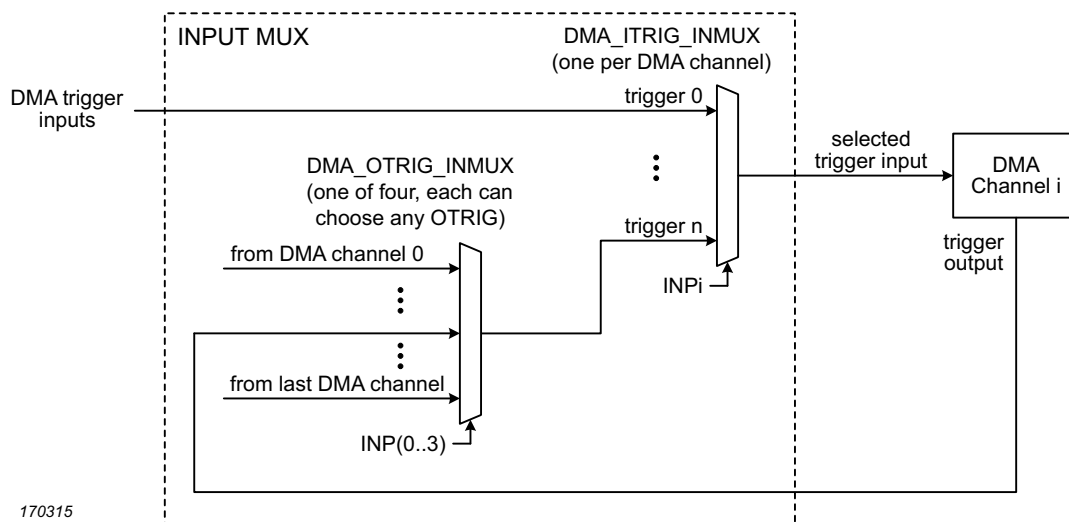 INPUT MUX
DMA_ITRIG_INMUX
(one per DMA channel)
DMA trigger
inputs
trigger 0
selected
trigger input
DMA
Channel i
DMA_OTRIG_INMUX
(one of four, each can
choose any OTRIG)
trigger n
trigger
output
from DMA channel 0
INPi
from last DMA channel
INP(0..3)
170315